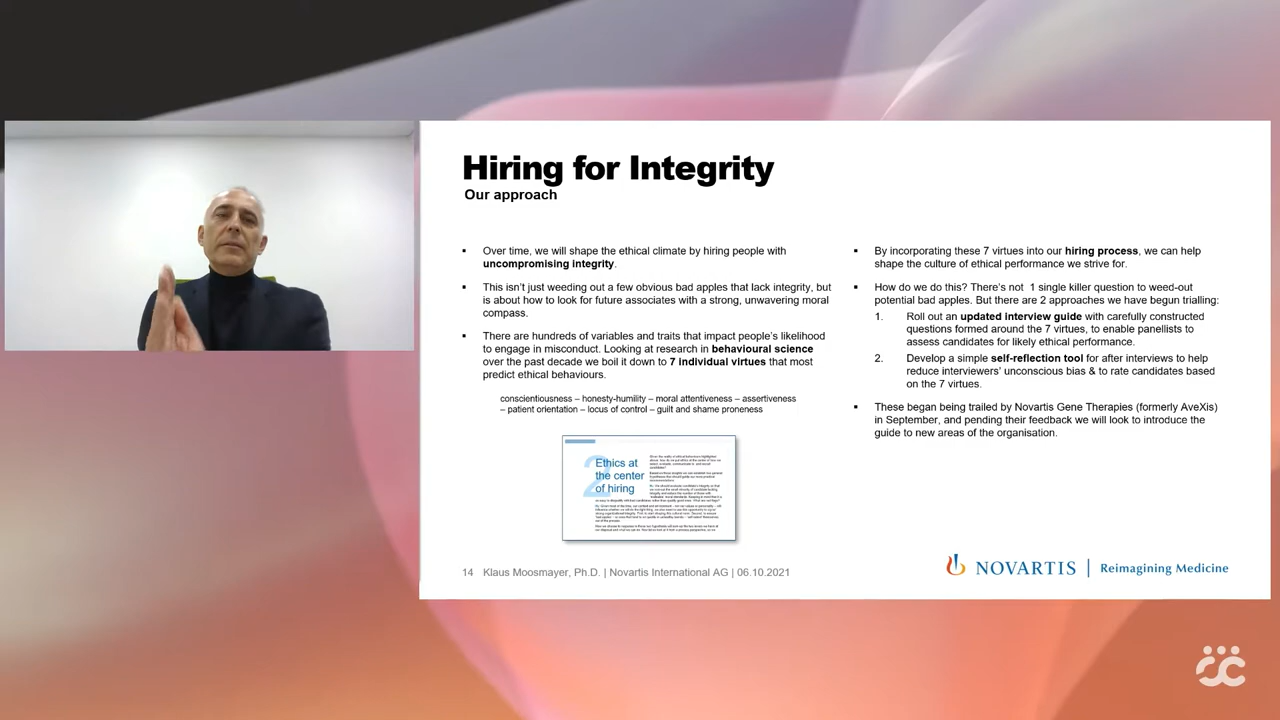 Hiring for Integrity
Our approach
▪ Over time, we will shape the ethical climate by hiring people with
uncompromising integrity.
▪ This isn't just weeding out a few obvious bad apples that lack integrity, but
is about how to look for future associates with a strong, unwavering moral
compass.
▪ There are hundreds of variables and traits that impact people's likelihood
to engage in misconduct. Looking at research in behavioural science
over the past decade we boil it down to 7 individual virtues that most
predict ethical behaviours.
conscientiousness – honesty-humility – moral attentiveness – assertiveness
– patient orientation – locus of control – guilt and shame proneness
2
Ethics at
the center
of hiring
▪ By incorporating these 7 virtues into our hiring process, we can help
shape the culture of ethical performance we strive for.
▪ How do we do this? There's not 1 single killer question to weed-out
potential bad apples. But there are 2 approaches we have begun trialling:
1. Roll out an updated interview guide with carefully constructed
questions formed around the 7 virtues, to enable panellists to
assess candidates for likely ethical performance.
2. Develop a simple self-reflection tool for after interviews to help
reduce interviewers' unconscious bias & to rate candidates based
on the 7 virtues.
▪ These began being trailed by Novartis Gene Therapies (formerly AveXis)
in September, and pending their feedback we will look to introduce the
guide to new areas of the organisation.
14 Klaus Moosmayer, Ph.D. | Novartis International AG | 06.10.2021
NOVARTIS | Reimagining Medicine